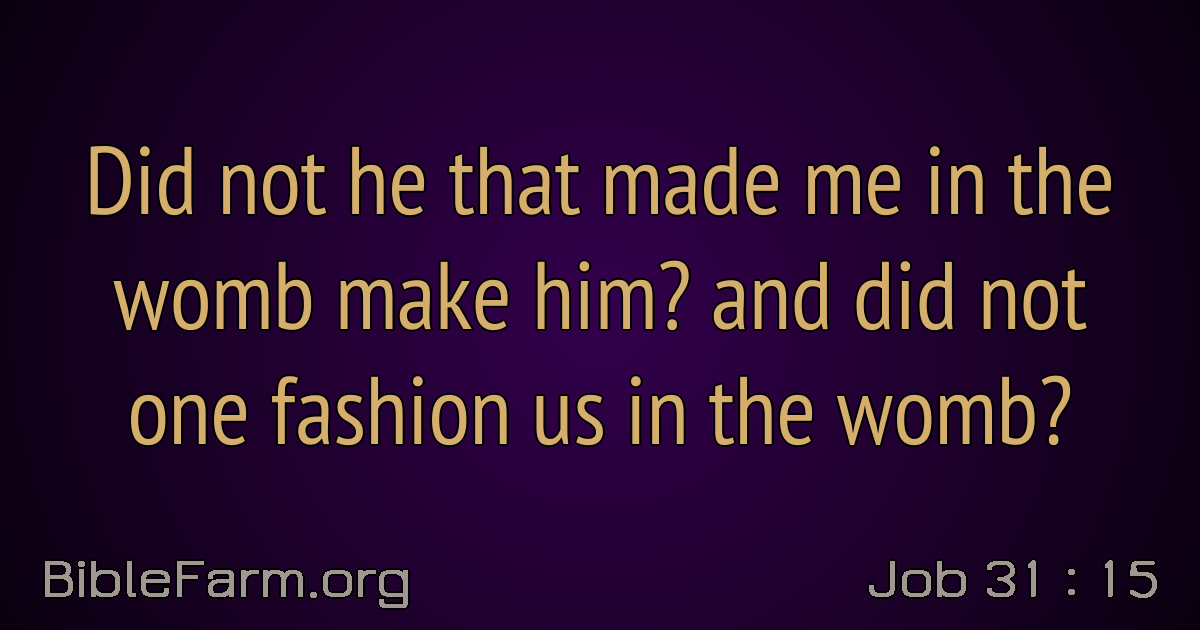 Did not he that made me in the
womb make him? and did not
one fashion us in the womb?
BibleFarm.org
Job 31 : 15